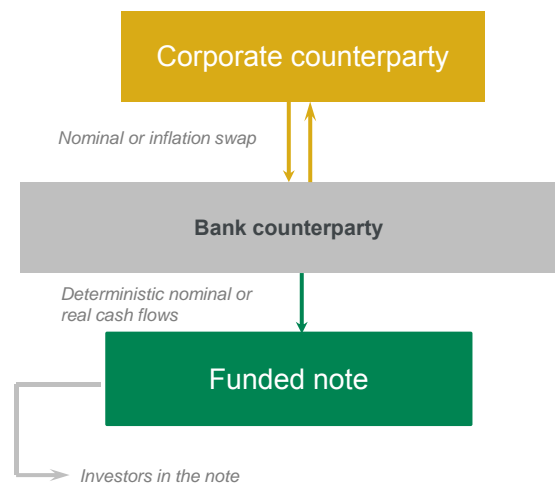 Corporate counterparty
Nominal or inflation swap
Bank counterparty
Deterministic nominal or
real cash flows
Funded note
Investors in the note